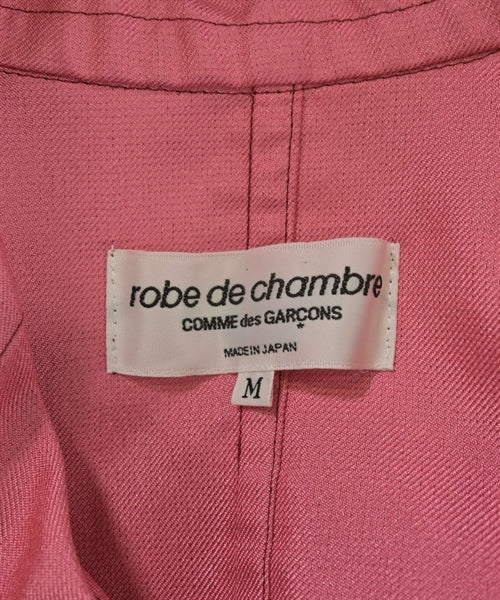 robe de chambre
COMME des GARÇONS
MADE IN JAPAN
M